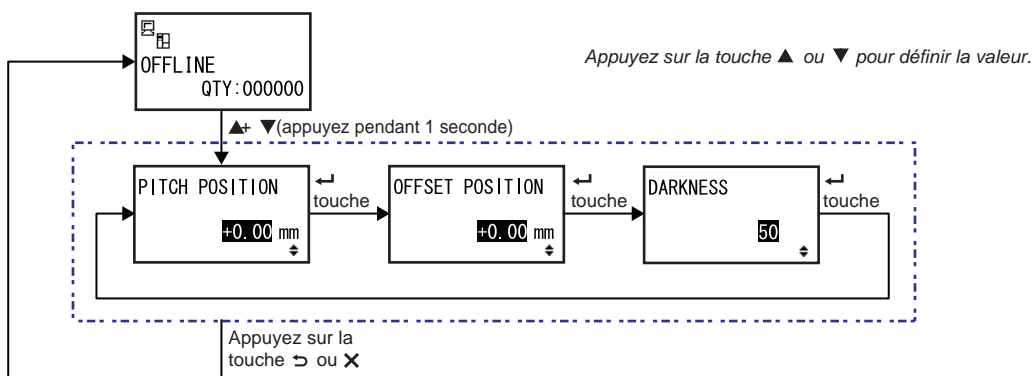 OFFLINE
QTY:000000
Appuyez sur la touche ▲ ou ▼ pour définir la valeur.
▲+ ▼(appuyez pendant 1 seconde)
PITCH POSITION
+0.00 mm
↵
touche
OFFSET POSITION
+0.00 mm
↵
touche
DARKNESS
50
↵
touche
Appuyez sur la
touche ⮌ ou ✕